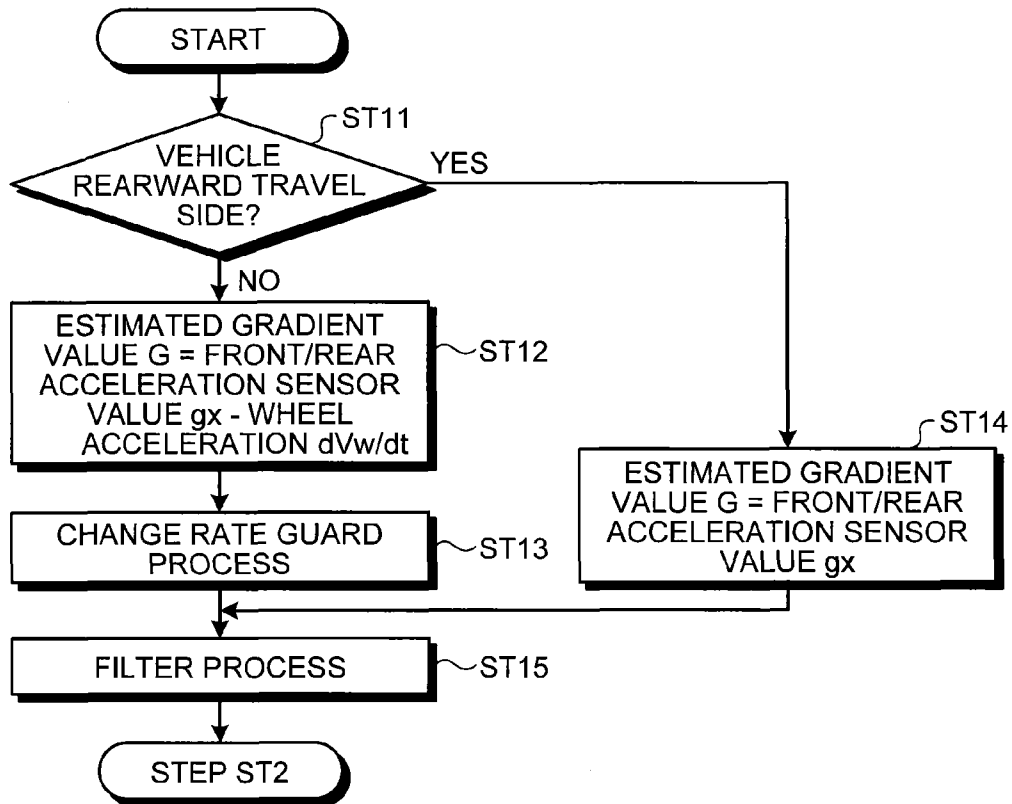 START
ST11
VEHICLE
REARWARD TRAVEL
SIDE?
YES
NO
ESTIMATED GRADIENT
VALUE G = FRONT/REAR
ACCELERATION SENSOR
VALUE gx - WHEEL
ACCELERATION dVw/dt
ST12
ST14
ESTIMATED GRADIENT
VALUE G = FRONT/REAR
ACCELERATION SENSOR
VALUE gx
CHANGE RATE GUARD
PROCESS
ST13
FILTER PROCESS
ST15
STEP ST2